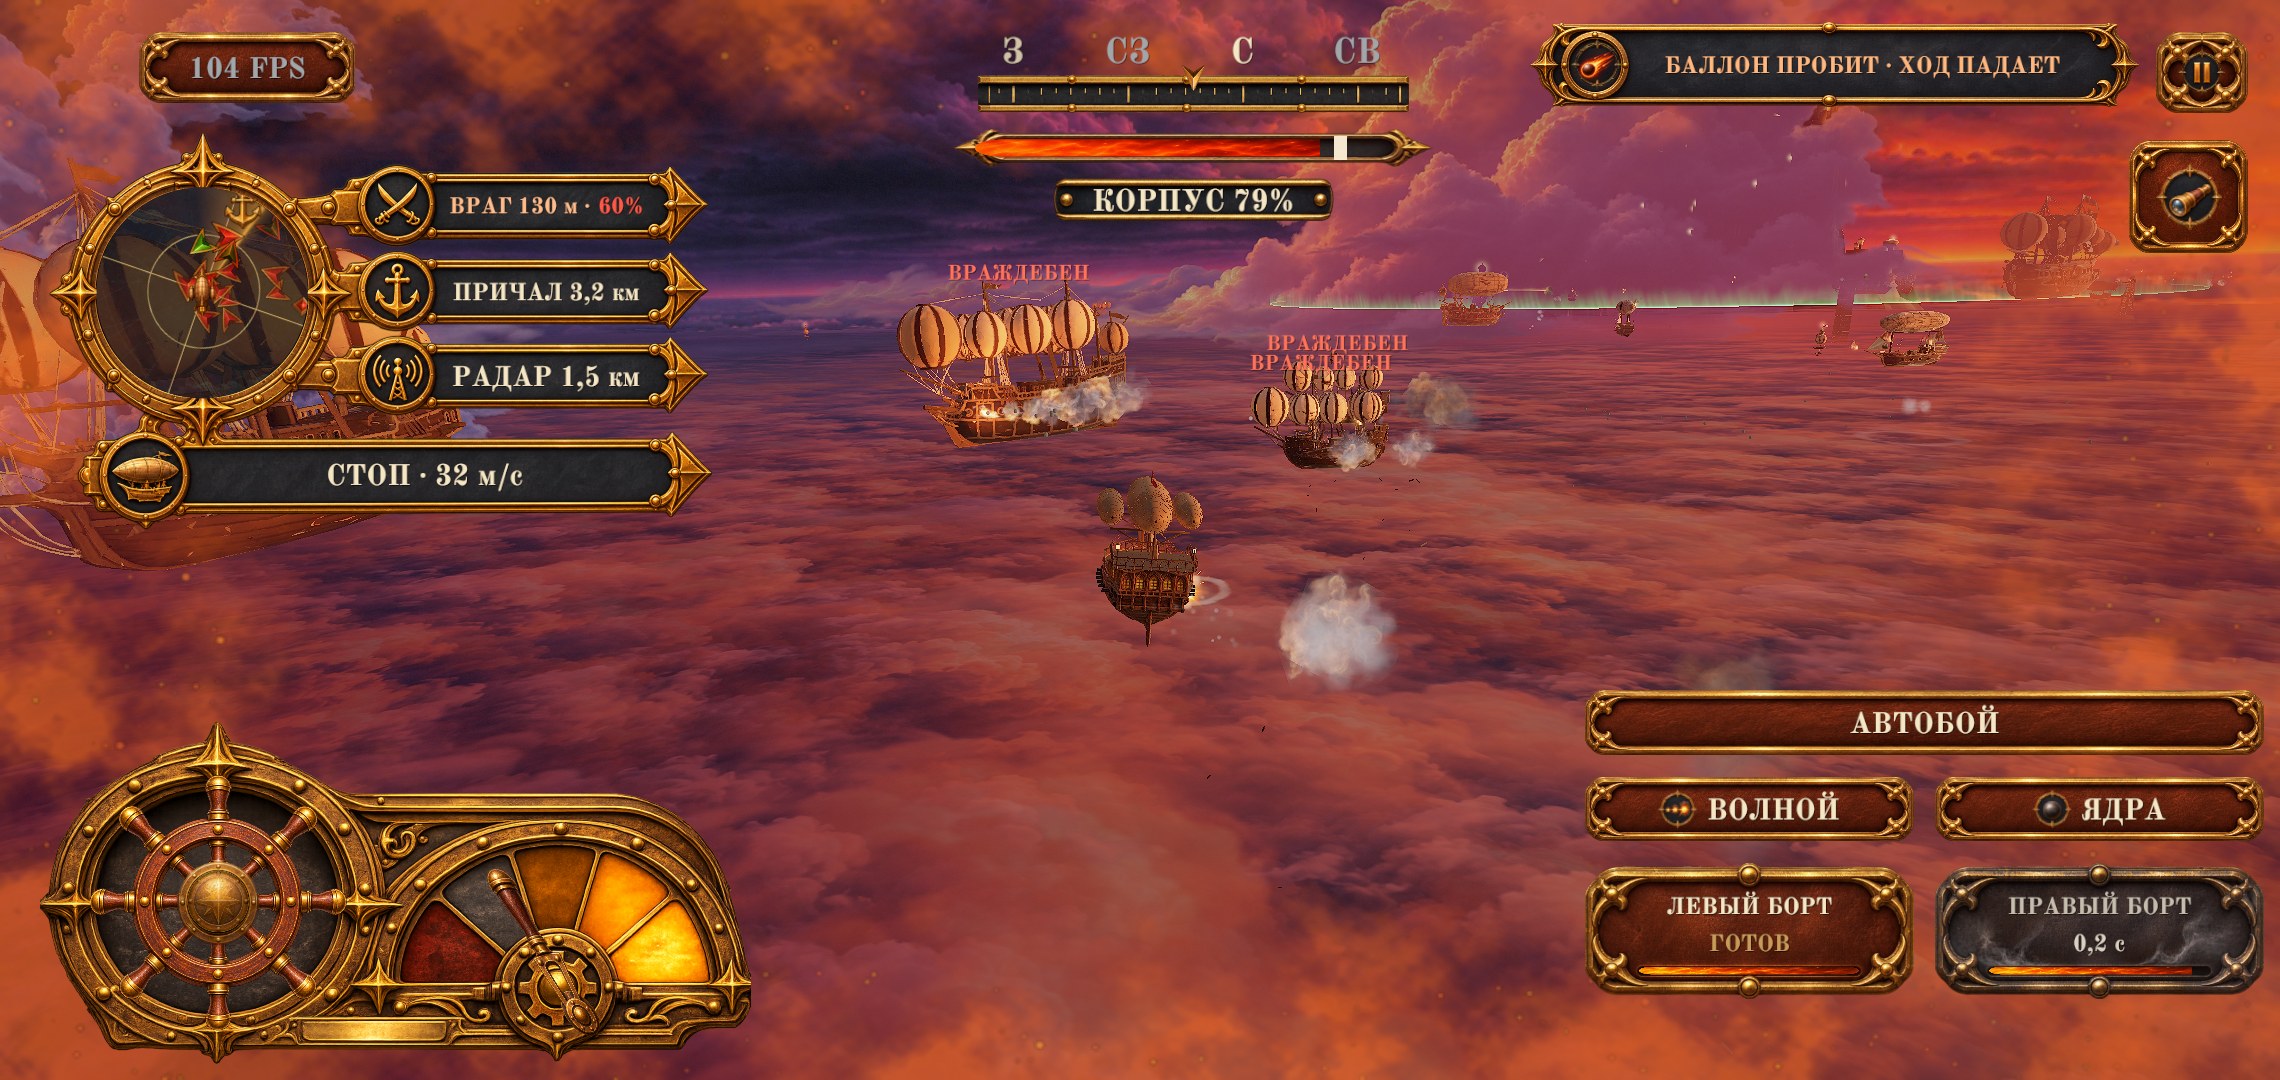 104 FPS
З СЗ С СВ
БАЛЛОН ПРОБИТ · ХОД ПАДАЕТ
КОРПУС 79%
ВРАГ 130 м · 60%
ПРИЧАЛ 3,2 км
РАДАР 1,5 км
СТОП · 32 м/с
ВРАЖДЕБЕН
ВРАЖДЕБЕН
ВРАЖДЕБЕН
АВТОБОЙ
ВОЛНОЙ
ЯДРА
ЛЕВЫЙ БОРТ
ГОТОВ
ПРАВЫЙ БОРТ
0,2 с